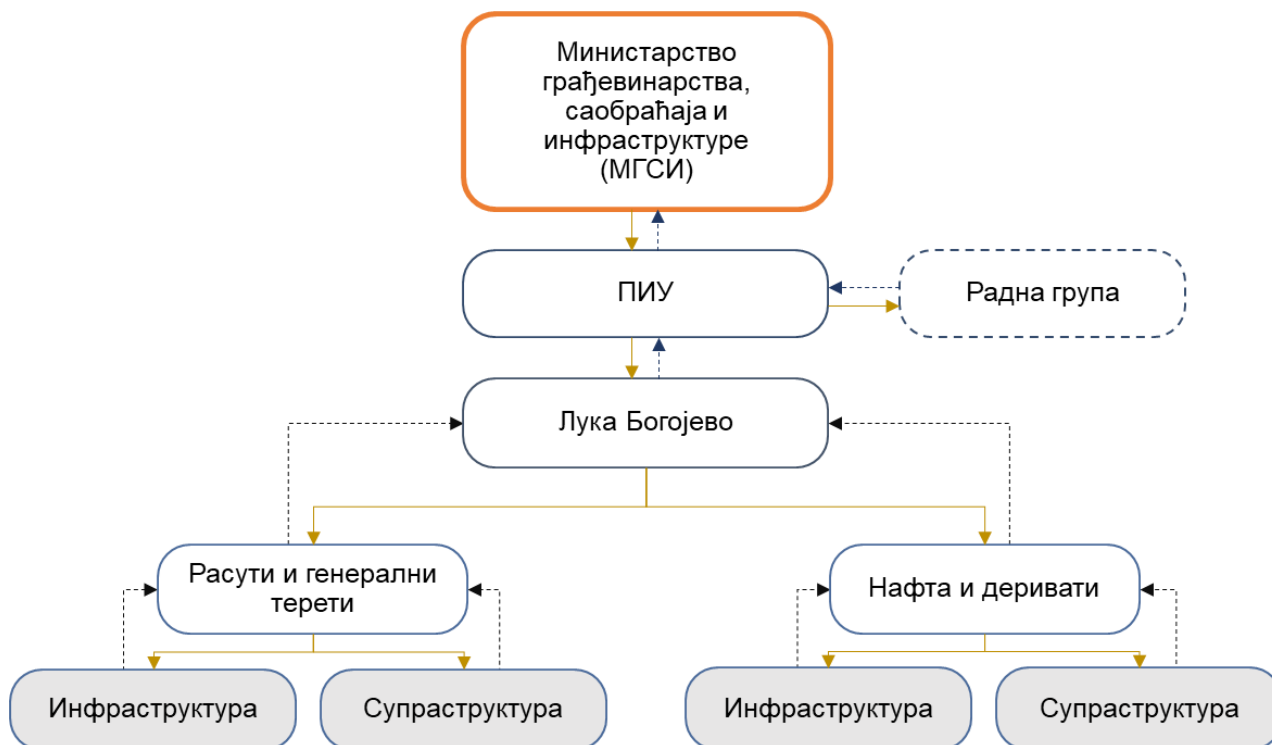 Министарство
грађевинарства,
саобраћаја и
инфраструктуре
(МГСИ)
ПИУ
Радна група
Лука Богојево
Расути и генерални
терети
Нафта и деривати
Инфраструктура
Супраструктура
Инфраструктура
Супраструктура